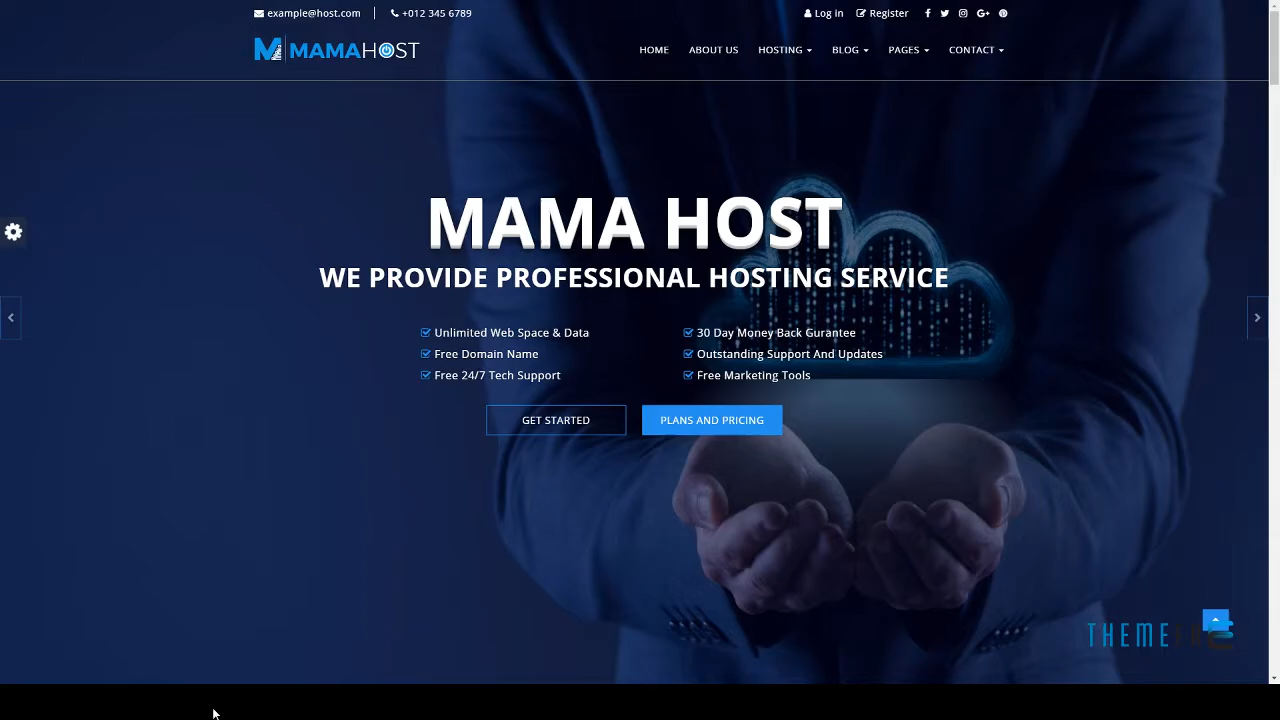 example@host.com +012 345 6789 Log in Register
MAMAHOST HOME ABOUT US HOSTING BLOG PAGES CONTACT
MAMA HOST
WE PROVIDE PROFESSIONAL HOSTING SERVICE
Unlimited Web Space & Data 30 Day Money Back Gurantee
Free Domain Name Outstanding Support And Updates
Free 24/7 Tech Support Free Marketing Tools
GET STARTED PLANS AND PRICING
THEME